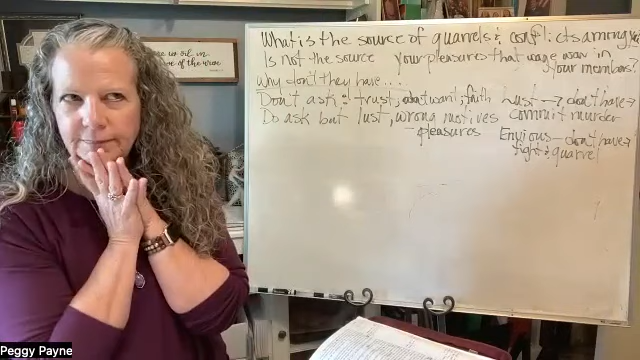 What is the source of quarrels & conflicts among
Is not the source your pleasures that wage war in
your members?
Why don't they have...
Don't ask: trust, want, faith Lust → don't have →
Do ask but lust, wrong motives commit murder
- pleasures Envious - don't have →
fight & quarrel
Peggy Payne